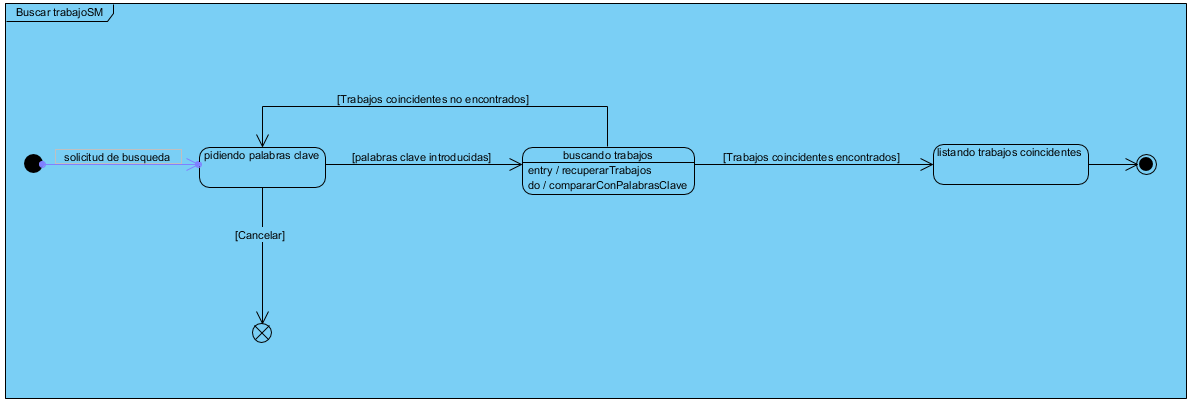 Buscar trabajoSM
[Trabajos coincidentes no encontrados]
solicitud de busqueda
pidiendo palabras clave
[palabras clave introducidas]
buscando trabajos
entry / recuperarTrabajos
do / compararConPalabrasClave
[Trabajos coincidentes encontrados]
listando trabajos coincidentes
[Cancelar]